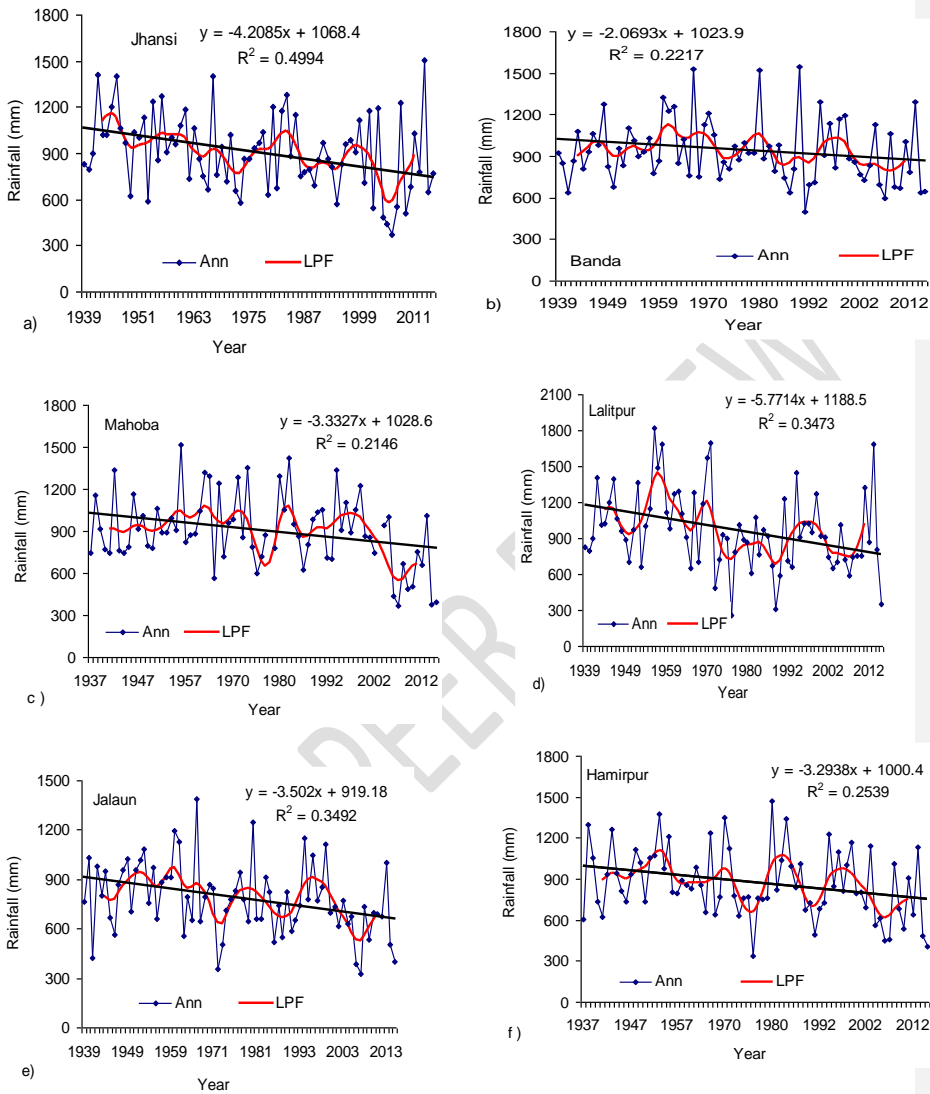 Jhansi
y = -4.2085x + 1068.4
R² = 0.4994
Rainfall (mm)
1800
1500
1200
900
600
300
0
Ann
LPF
1939 1951 1963 1975 1987 1999 2011
Year
a)
y = -2.0693x + 1023.9
R² = 0.2217
Rainfall (mm)
1800
1500
1200
900
600
300
0
Ann
LPF
Banda
1939 1949 1959 1970 1980 1992 2002 2012
Year
b)
Mahoba
y = -3.3327x + 1028.6
R² = 0.2146
Rainfall (mm)
1800
1500
1200
900
600
300
0
Ann
LPF
1937 1947 1957 1970 1980 1992 2002 2012
Year
c )
Lalitpur
y = -5.7714x + 1188.5
R² = 0.3473
Rainfall (mm)
2100
1800
1500
1200
900
600
300
0
Ann
LPF
1939 1949 1959 1970 1980 1992 2002 2012
Year
d)
Jalaun
y = -3.502x + 919.18
R² = 0.3492
Rainfall (mm)
1500
1200
900
600
300
0
Ann
LPF
1939 1949 1959 1971 1981 1993 2003 2013
Year
e)
Hamirpur
y = -3.2938x + 1000.4
R² = 0.2539
Rainfall (mm)
1800
1500
1200
900
600
300
0
Ann
LPF
1937 1947 1957 1970 1980 1992 2002 2012
Year
f )